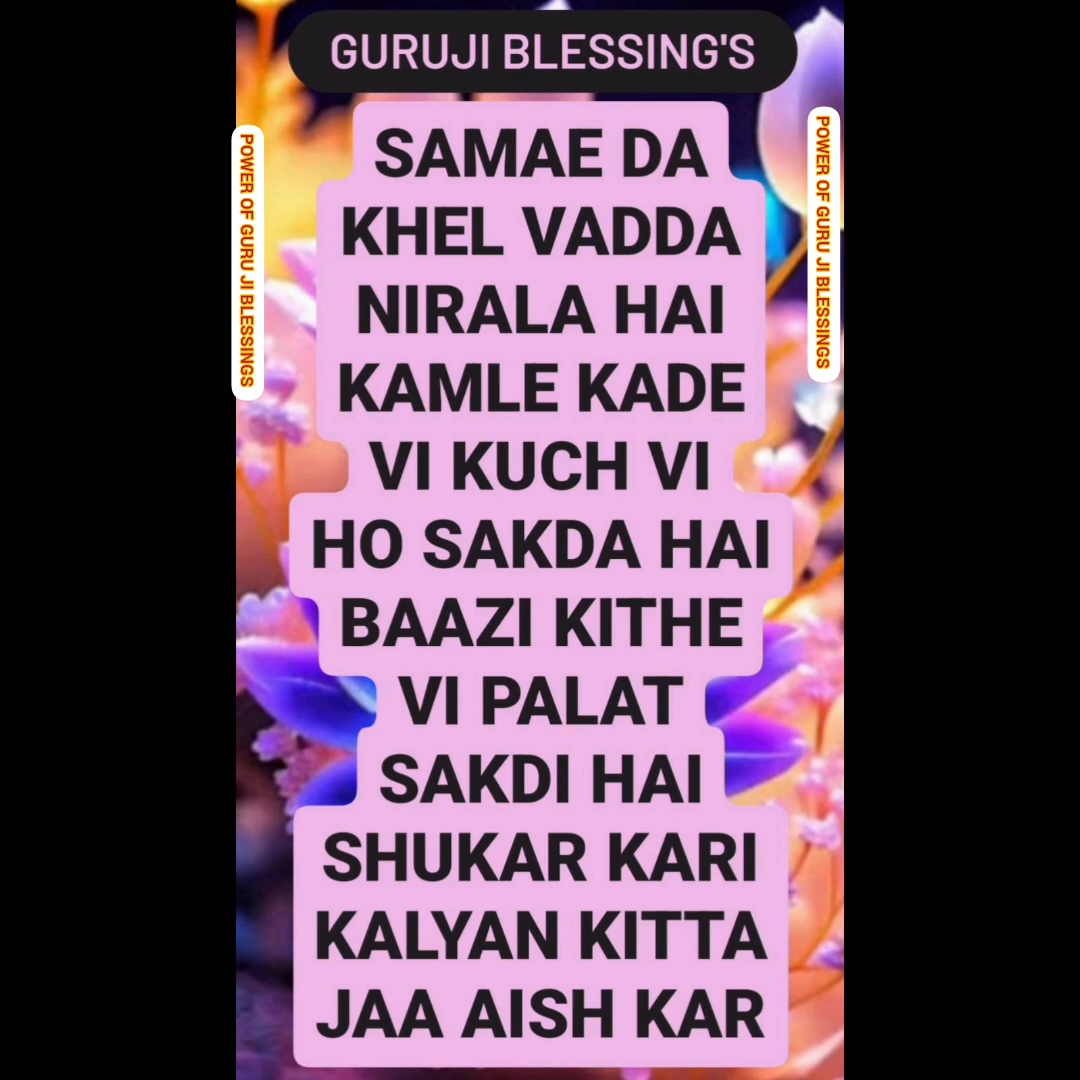 GURUJI BLESSING'S
SAMAE DA
KHEL VADDA
NIRALA HAI
KAMLE KADE
VI KUCH VI
HO SAKDA HAI
BAAZI KITHE
VI PALAT
SAKDI HAI
SHUKAR KARI
KALYAN KITTA
JAA AISH KAR
POWER OF GURU JI BLESSINGS
POWER OF GURU JI BLESSINGS